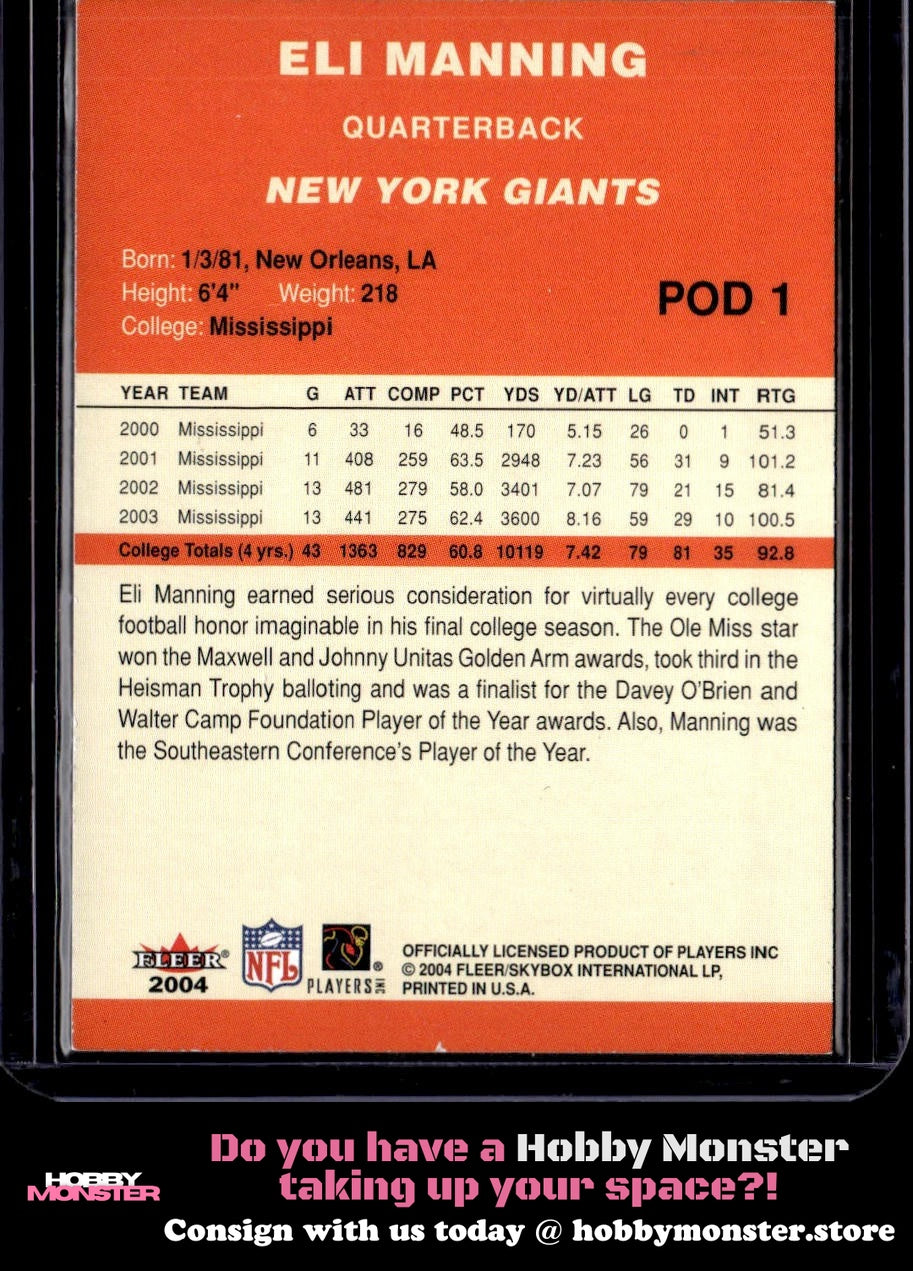 ELI MANNING
QUARTERBACK
NEW YORK GIANTS
Born: 1/3/81, New Orleans, LA
Height: 6'4" Weight: 218
POD 1
College: Mississippi
YEAR TEAM G ATT COMP PCT YDS YD/ATT LG TD INT RTG
2000 Mississippi 6 33 16 48.5 170 5.15 26 0 1 51.3
2001 Mississippi 11 408 259 63.5 2948 7.23 56 31 9 101.2
2002 Mississippi 13 481 279 58.0 3401 7.07 79 21 15 81.4
2003 Mississippi 13 441 275 62.4 3600 8.16 59 29 10 100.5
College Totals (4 yrs.) 43 1363 829 60.8 10119 7.42 79 81 35 92.8
Eli Manning earned serious consideration for virtually every college
football honor imaginable in his final college season. The Ole Miss star
won the Maxwell and Johnny Unitas Golden Arm awards, took third in the
Heisman Trophy balloting and was a finalist for the Davey O'Brien and
Walter Camp Foundation Player of the Year awards. Also, Manning was
the Southeastern Conference's Player of the Year.
FLEER®
2004
NFL
PLAYERS INC ®
OFFICIALLY LICENSED PRODUCT OF PLAYERS INC
© 2004 FLEER/SKYBOX INTERNATIONAL LP,
PRINTED IN U.S.A.
HOBBY
MONSTER
Do you have a Hobby Monster
taking up your space?!
Consign with us today @ hobbymonster.store